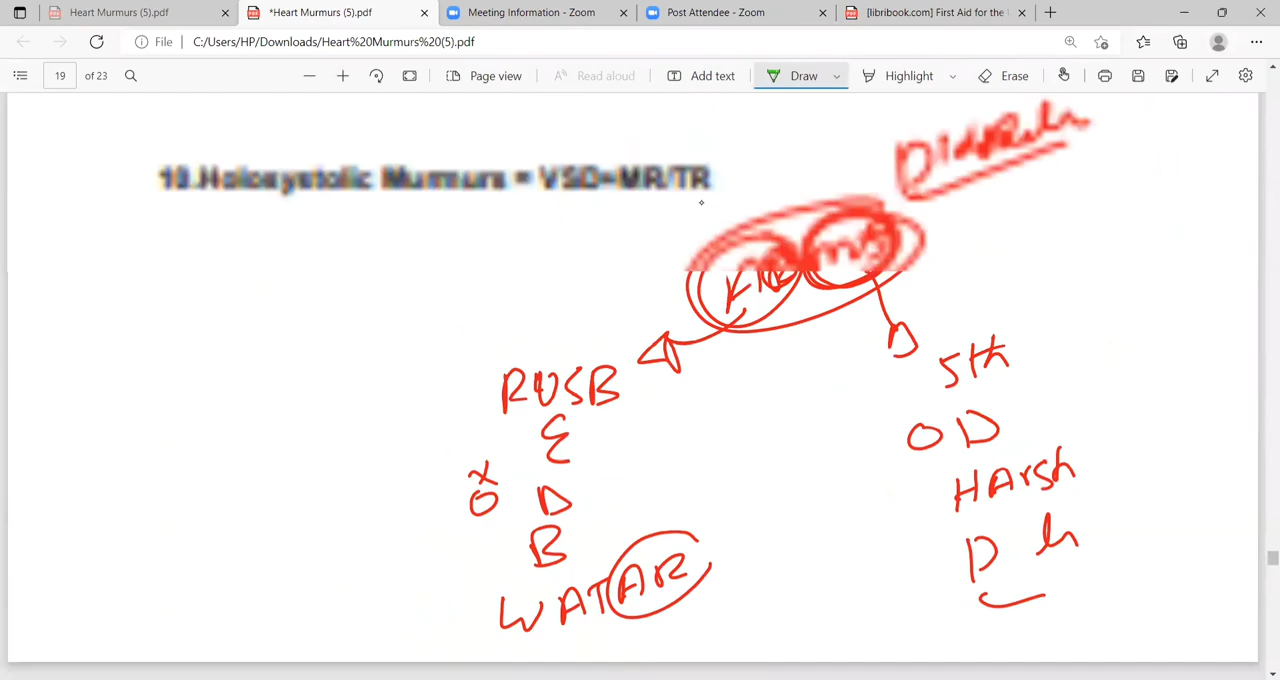 Heart Murmurs (5).pdf
*Heart Murmurs (5).pdf
Meeting Information - Zoom
Post Attendee - Zoom
[libribook.com] First Aid for the
File C:/Users/HP/Downloads/Heart%20Murmurs%20(5).pdf
19 of 23
Page view
Read aloud
Add text
Draw
Highlight
Erase
10.Holosystolic Murmurs = VSD+MR/TR
MS
RUSB
5th
E
O D
X
O D
HArsh
B
WATAR